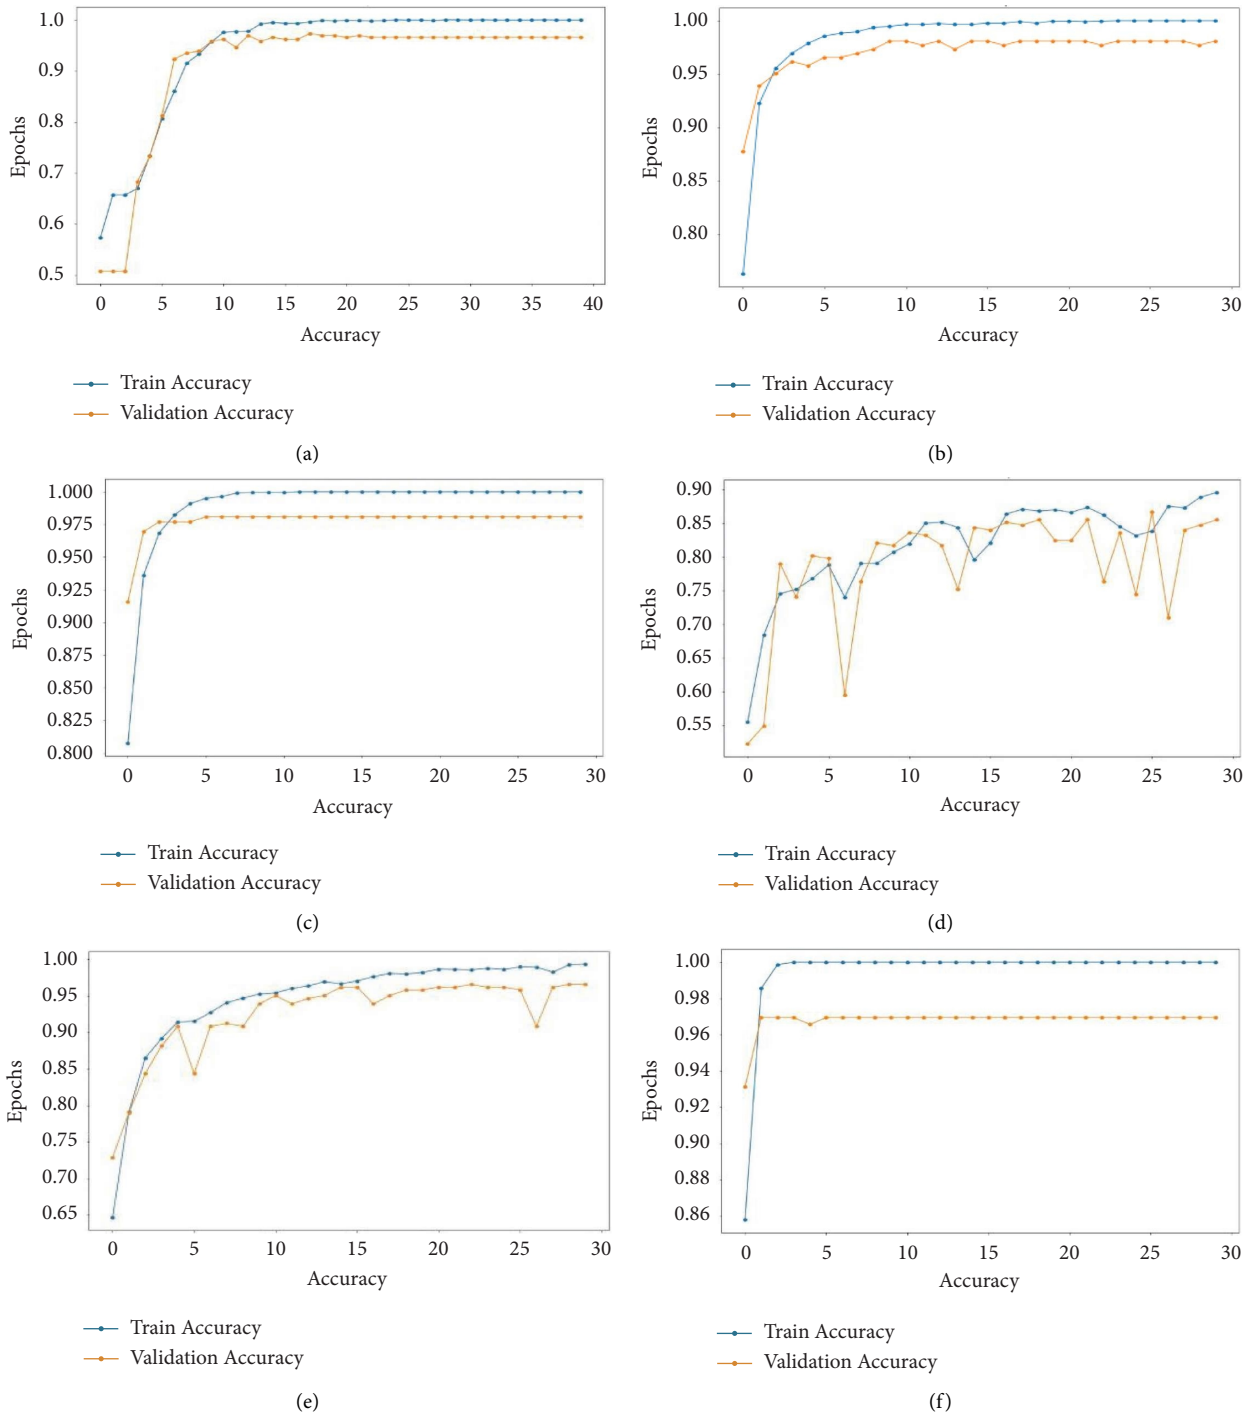 1.0
0.9
0.8
0.7
0.6
0.5
Epochs
0 5 10 15 20 25 30 35 40
Accuracy
Train Accuracy
Validation Accuracy
(a)
1.00
0.95
0.90
0.85
0.80
Epochs
0 5 10 15 20 25 30
Accuracy
Train Accuracy
Validation Accuracy
(b)
1.000
0.975
0.950
0.925
0.900
0.875
0.850
0.825
0.800
Epochs
0 5 10 15 20 25 30
Accuracy
Train Accuracy
Validation Accuracy
(c)
0.90
0.85
0.80
0.75
0.70
0.65
0.60
0.55
Epochs
0 5 10 15 20 25 30
Accuracy
Train Accuracy
Validation Accuracy
(d)
1.00
0.95
0.90
0.85
0.80
0.75
0.70
0.65
Epochs
0 5 10 15 20 25 30
Accuracy
Train Accuracy
Validation Accuracy
(e)
1.00
0.98
0.96
0.94
0.92
0.90
0.88
0.86
Epochs
0 5 10 15 20 25 30
Accuracy
Train Accuracy
Validation Accuracy
(f)